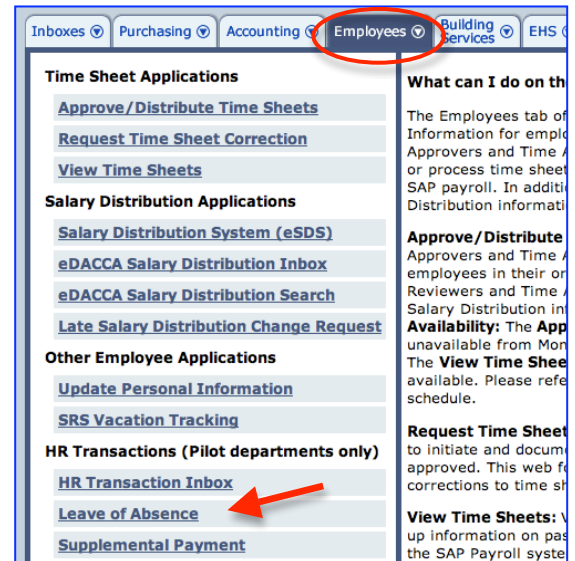 Inboxes Purchasing Accounting Employees Building Services EHS
Time Sheet Applications
Approve/Distribute Time Sheets
Request Time Sheet Correction
View Time Sheets
Salary Distribution Applications
Salary Distribution System (eSDS)
eDACCA Salary Distribution Inbox
eDACCA Salary Distribution Search
Late Salary Distribution Change Request
Other Employee Applications
Update Personal Information
SRS Vacation Tracking
HR Transactions (Pilot departments only)
HR Transaction Inbox
Leave of Absence
Supplemental Payment
What can I do on th
The Employees tab of
Information for emplo
Approvers and Time
or process time sheet
SAP payroll. In additi
Distribution informati
Approve/Distribute
Approvers and Time
employees in their or
Reviewers and Time
Salary Distribution in
Availability: The App
unavailable from Mon
The View Time Shee
available. Please refe
schedule.
Request Time Sheet
to initiate and docum
approved. This web fo
corrections to time sh
View Time Sheets:
up information on pas
the SAP Payroll syste